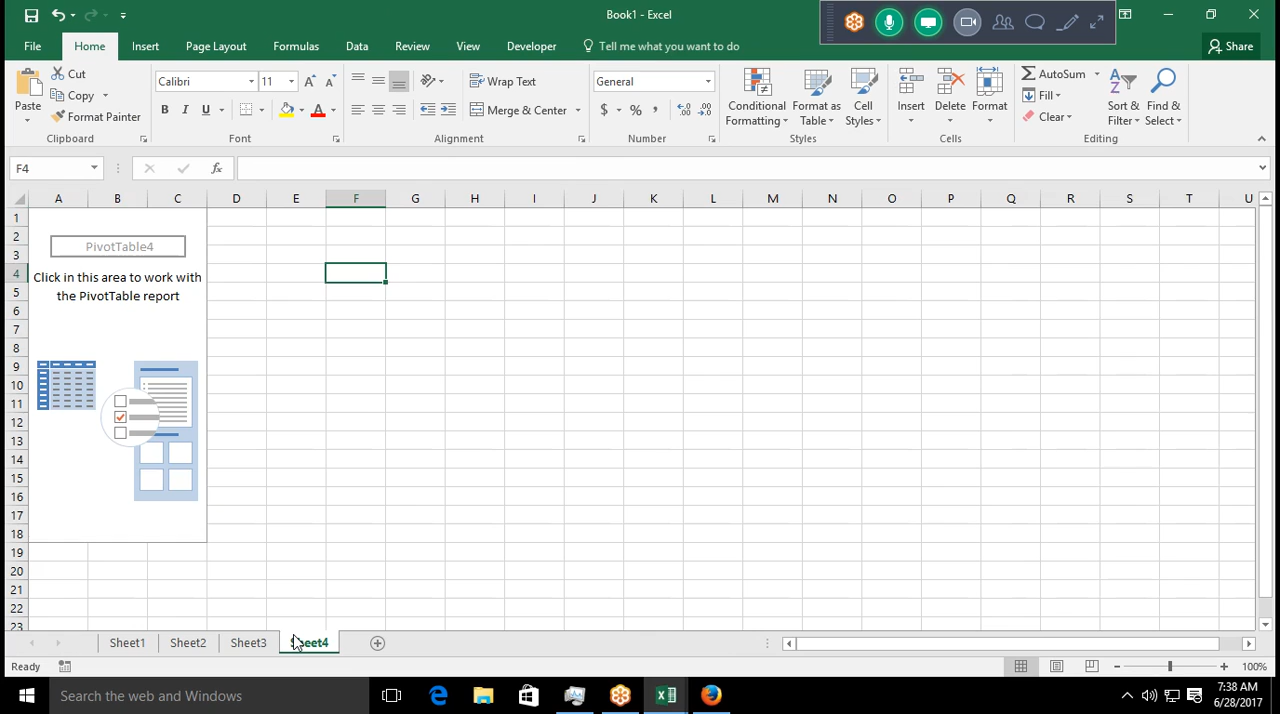 Book1 - Excel
File Home Insert Page Layout Formulas Data Review View Developer Tell me what you want to do Share
Paste
Cut
Copy
Format Painter
Clipboard
Calibri 11
B I U A
Font
Wrap Text
Merge & Center
Alignment
General
$ % ,
Number
Conditional Formatting
Format as Table
Cell Styles
Styles
Insert Delete Format
Cells
AutoSum
Fill
Clear
Sort & Filter
Find & Select
Editing
F4 fx
A B C D E F G H I J K L M N O P Q R S T U
1
2
3
4
5
6
7
8
9
10
11
12
13
14
15
16
17
18
19
20
21
22
23
PivotTable4
Click in this area to work with
the PivotTable report
Sheet1 Sheet2 Sheet3 Sheet4
Ready 100%
Search the web and Windows
7:38 AM
6/28/2017